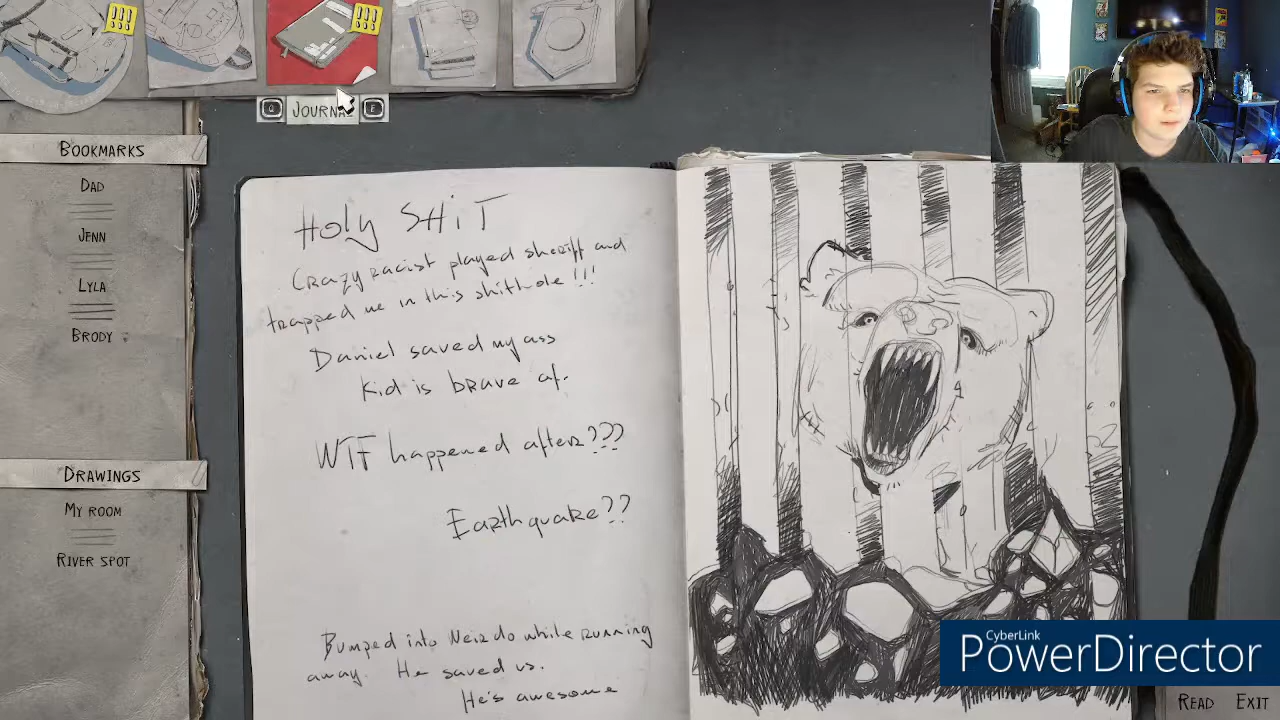 !!!
!!!
Q JOURNAL E
BOOKMARKS
DAD
JENN
LYLA
BRODY
DRAWINGS
MY ROOM
RIVER SPOT
HOLY SHIT
Crazy racist played sheriff and
trapped me in this shithole!!!
Daniel saved my ass
Kid is brave af.
WTF happened after???
Earthquake??
Bumped into Neirdo while running
away. He saved us.
He's awesome
CyberLink
PowerDirector
READ EXIT